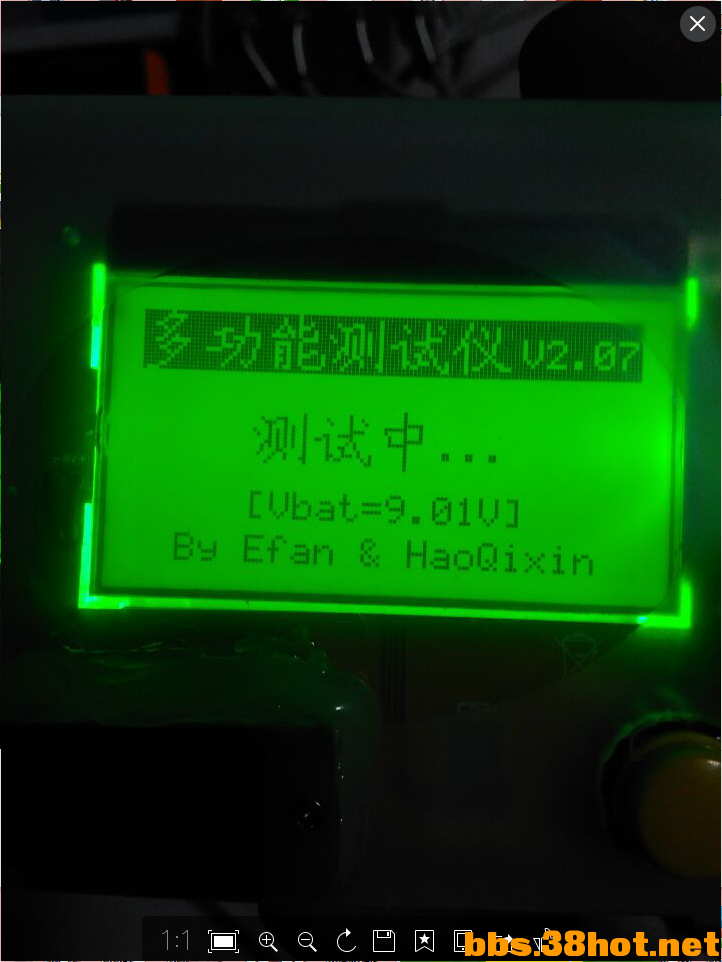 多功能测试仪 V2.07
测试中...
[Vbat=9.01V]
By Efan & HaoQixin
1:1
bbs.38hot.net